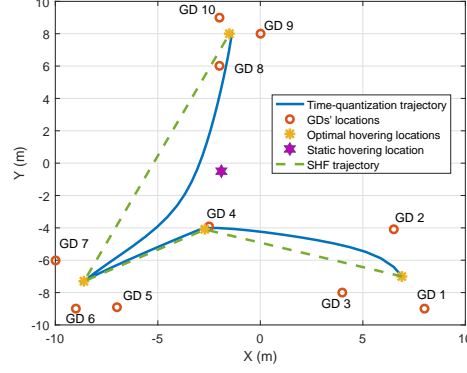 GD 10
GD 9
GD 8
Time-quantization trajectory
GDs' locations
Optimal hovering locations
Static hovering location
SHF trajectory
GD 4
GD 2
GD 7
GD 5
GD 6
GD 3
GD 1
10
8
6
4
2
0
-2
-4
-6
-8
-10
Y (m)
-10
-5
0
5
10
X (m)